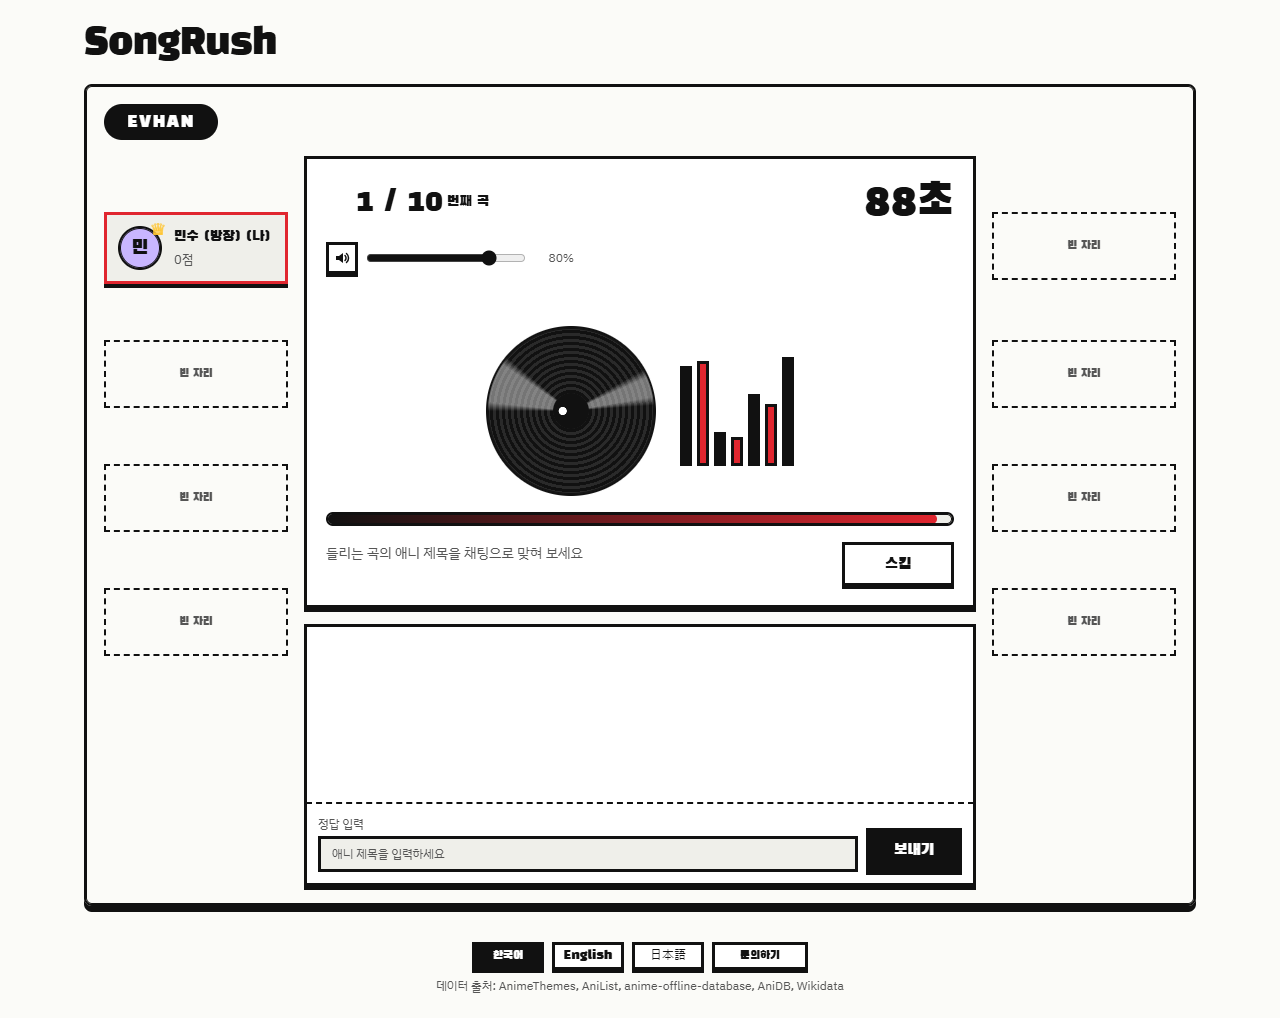 SongRush
EVHAN
1 / 10 번째 곡
88초
민
민수 (방장) (나)
0점
80%
빈 자리
빈 자리
빈 자리
빈 자리
빈 자리
빈 자리
빈 자리
들리는 곡의 애니 제목을 채팅으로 맞혀 보세요
스킵
정답 입력
애니 제목을 입력하세요
보내기
한국어
English
日本語
문의하기
데이터 출처: AnimeThemes, AniList, anime-offline-database, AniDB, Wikidata